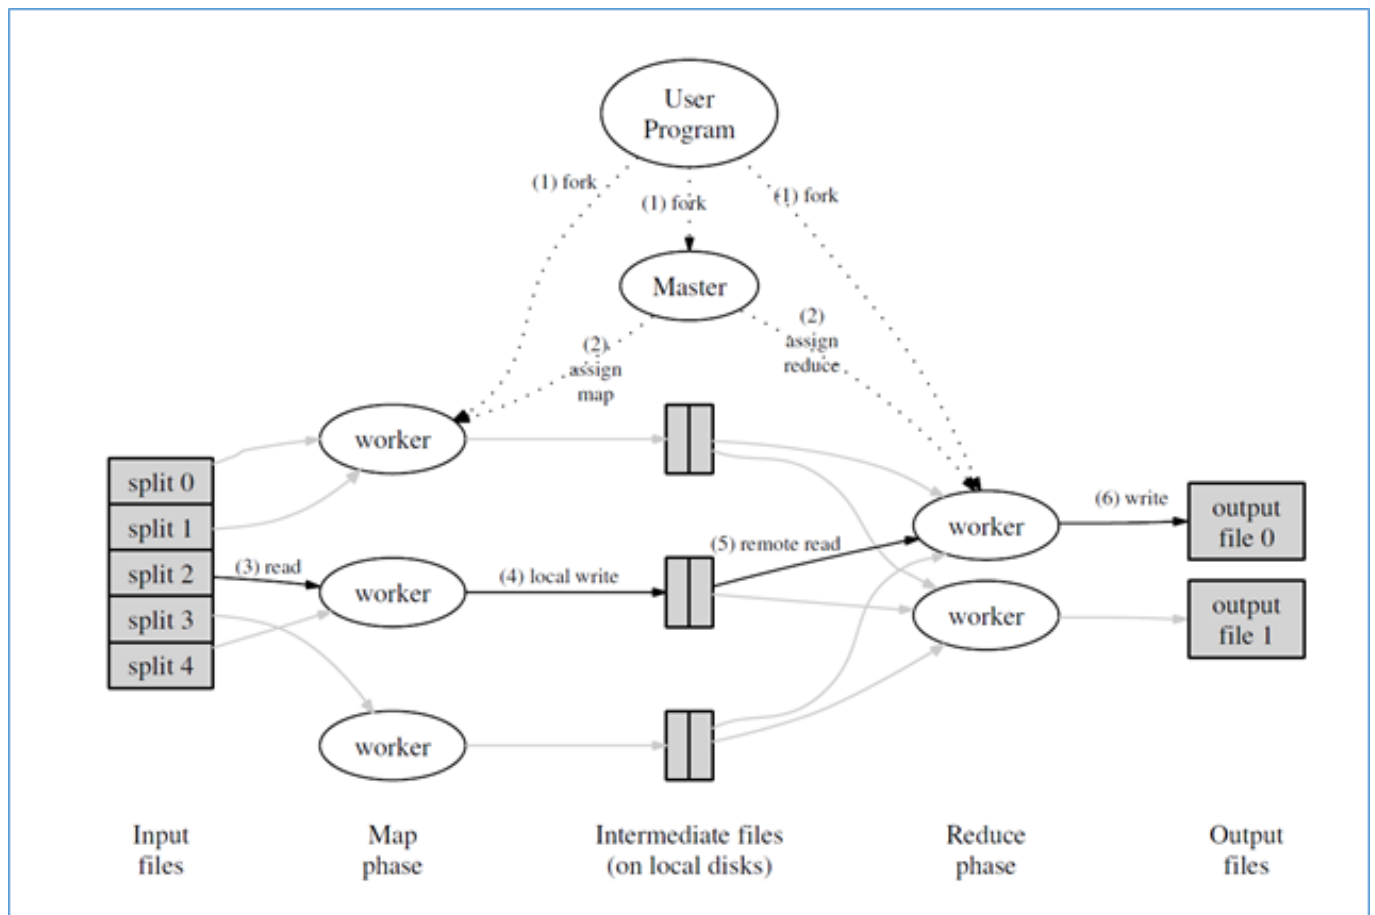 User
Program
(1) fork
(1) fork
(1) fork
Master
(2)
assign
map
(2)
assign
reduce
worker
split 0
split 1
split 2
split 3
split 4
(3) read
worker
(4) local write
(5) remote read
worker
worker
(6) write
output
file 0
worker
output
file 1
Input
files
Map
phase
Intermediate files
(on local disks)
Reduce
phase
Output
files